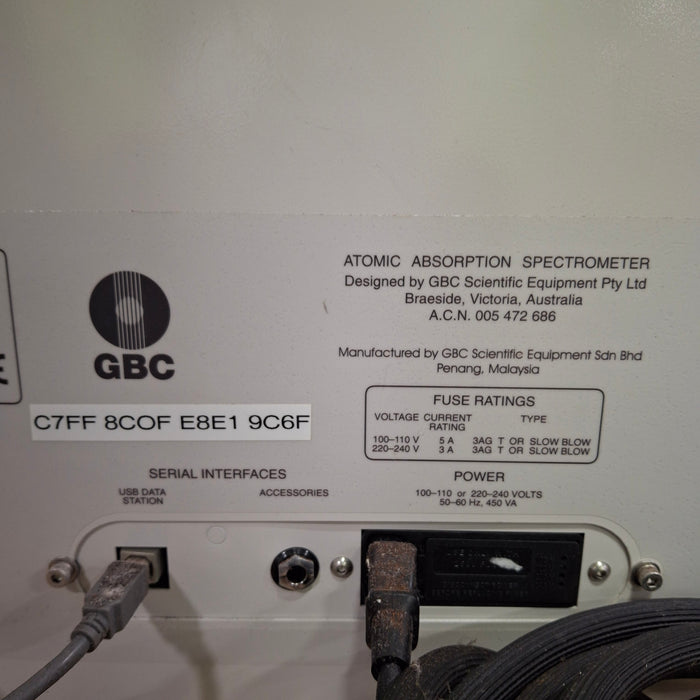 ATOMIC ABSORPTION SPECTROMETER
Designed by GBC Scientific Equipment Pty Ltd
Braeside, Victoria, Australia
A.C.N. 005 472 686
GBC
Manufactured by GBC Scientific Equipment Sdn Bhd
Penang, Malaysia
FUSE RATINGS
VOLTAGE CURRENT RATING TYPE
100–110 V 5 A 3AG T OR SLOW BLOW
220–240 V 3 A 3AG T OR SLOW BLOW
C7FF 8COF E8E1 9C6F
SERIAL INTERFACES
USB DATA
STATION
ACCESSORIES
POWER
100–110 or 220–240 VOLTS
50–60 Hz, 450 VA